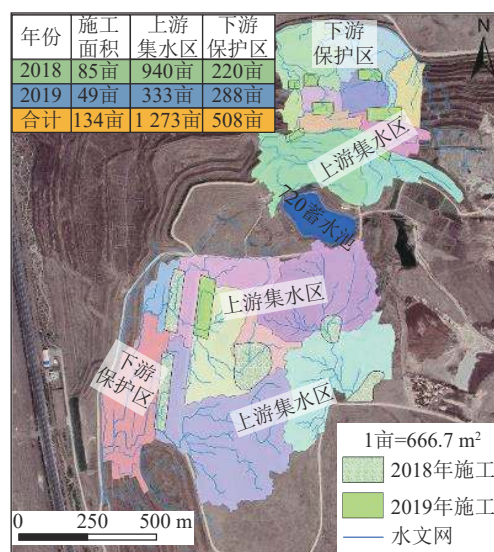 年份 施工面积 上游集水区 下游保护区
2018 85亩 940亩 220亩
2019 49亩 333亩 288亩
合计 134亩 1 273亩 508亩
N
下游
保护区
上游集水区
720蓄水池
上游集水区
下游
保护区
上游集水区
1亩=666.7 m²
2018年施工
2019年施工
水文网
0 250 500 m